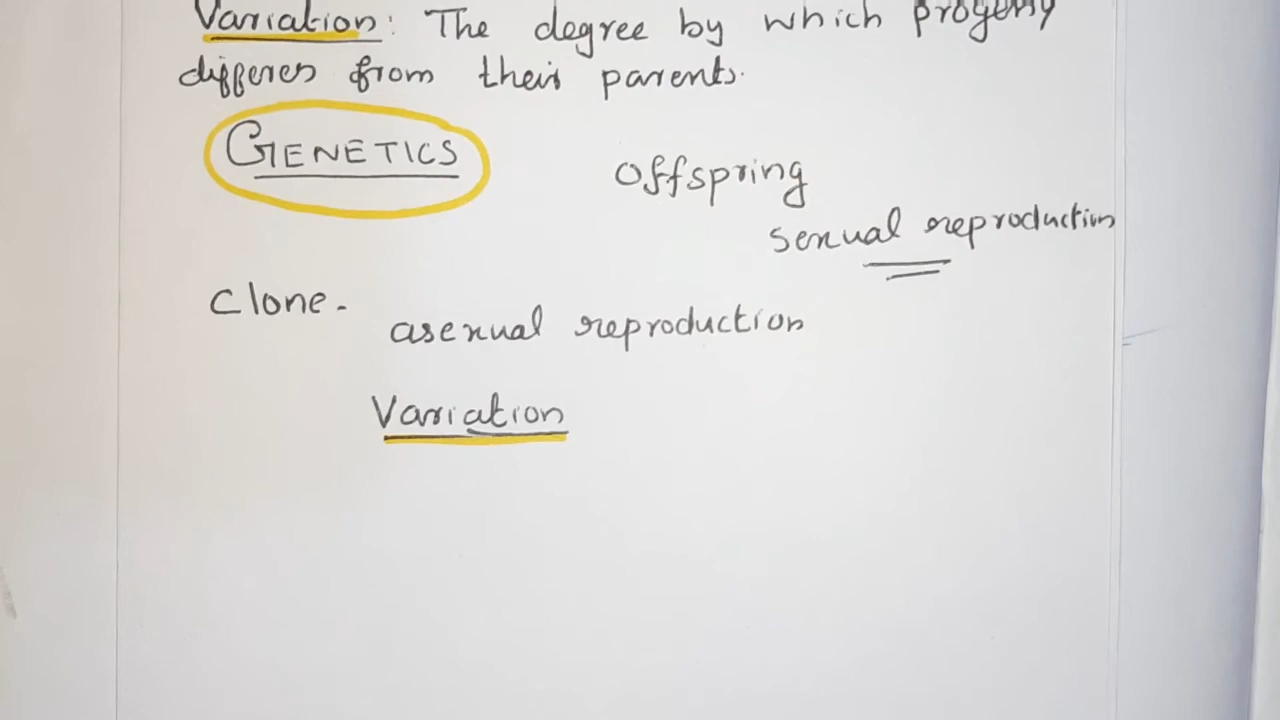 Variation: The degree by which progeny
differes from their parents.
GENETICS
Offspring
sexual reproduction
Clone.
asexual reproduction
Variation